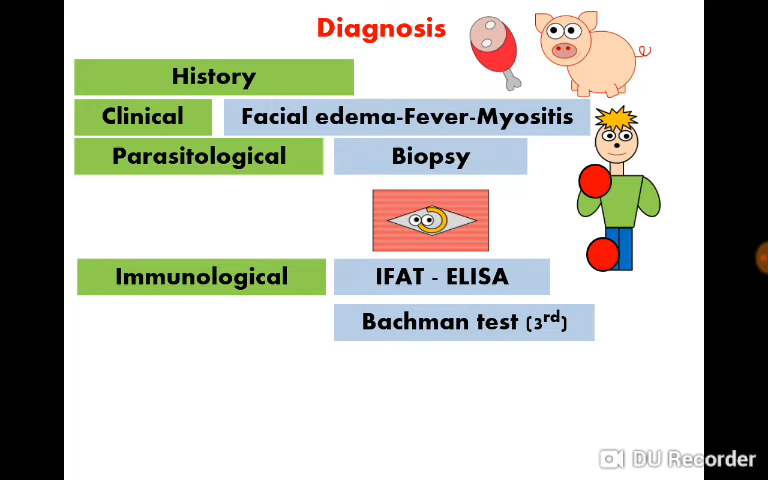 Diagnosis
History
Clinical Facial edema-Fever-Myositis
Parasitological Biopsy
Immunological IFAT - ELISA
Bachman test (3rd)
DU Recorder